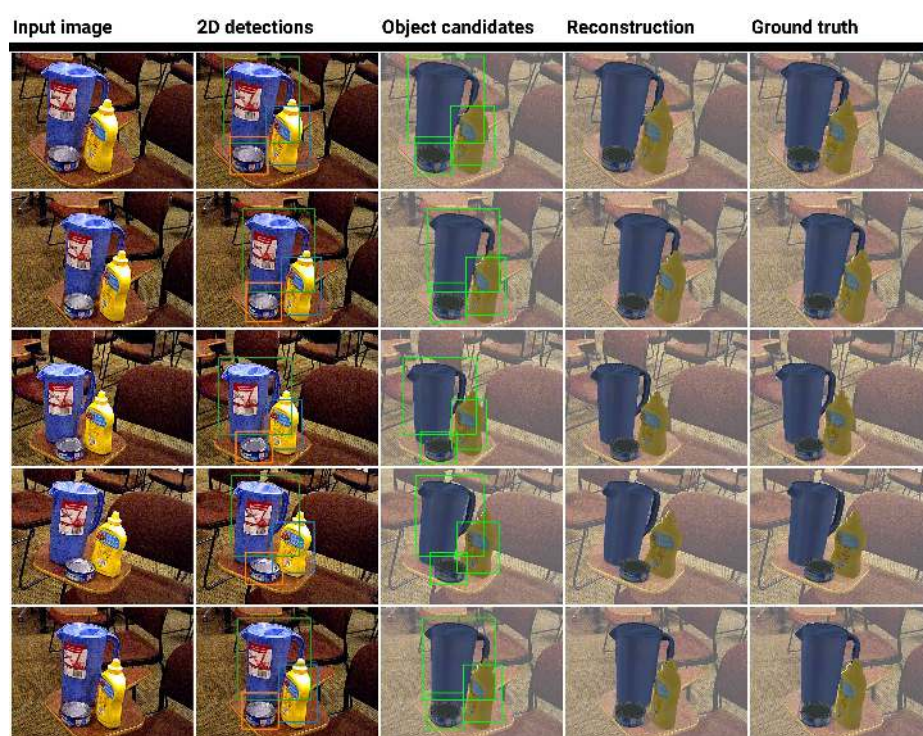 Input image
2D detections
Object candidates
Reconstruction
Ground truth